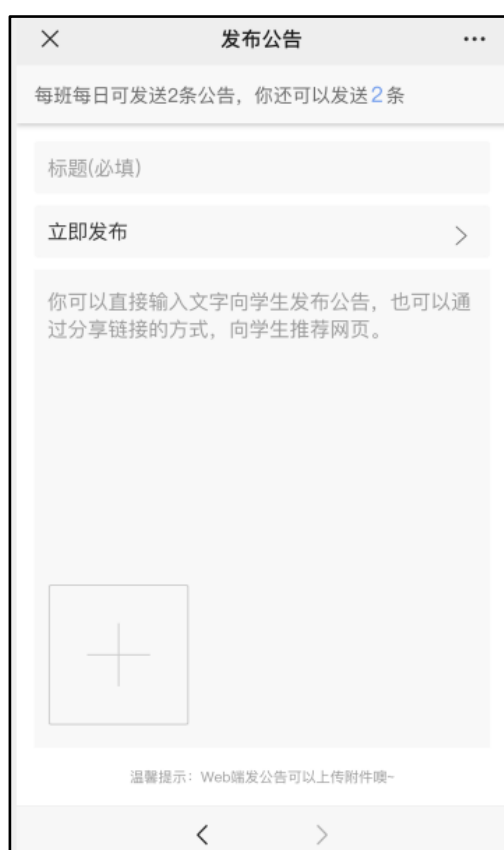 发布公告
每班每日可发送2条公告，你还可以发送2条
标题(必填)
立即发布
你可以直接输入文字向学生发布公告，也可以通
过分享链接的方式，向学生推荐网页。
温馨提示：Web端发公告可以上传附件噢~